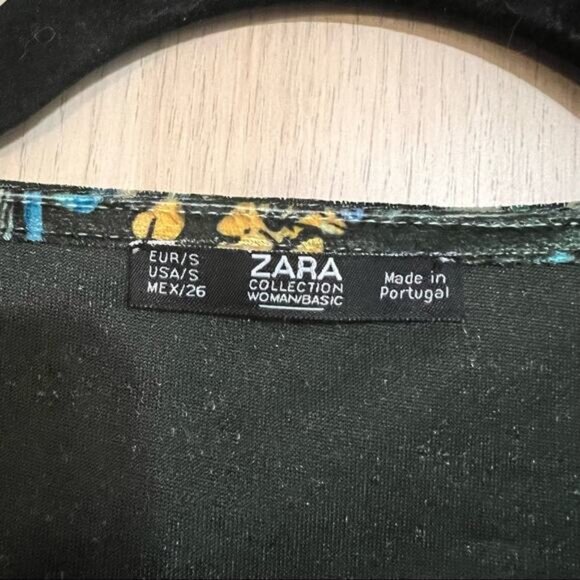 EUR/S
USA/S
MEX/26
ZARA
COLLECTION
WOMAN/BASIC
Made in
Portugal